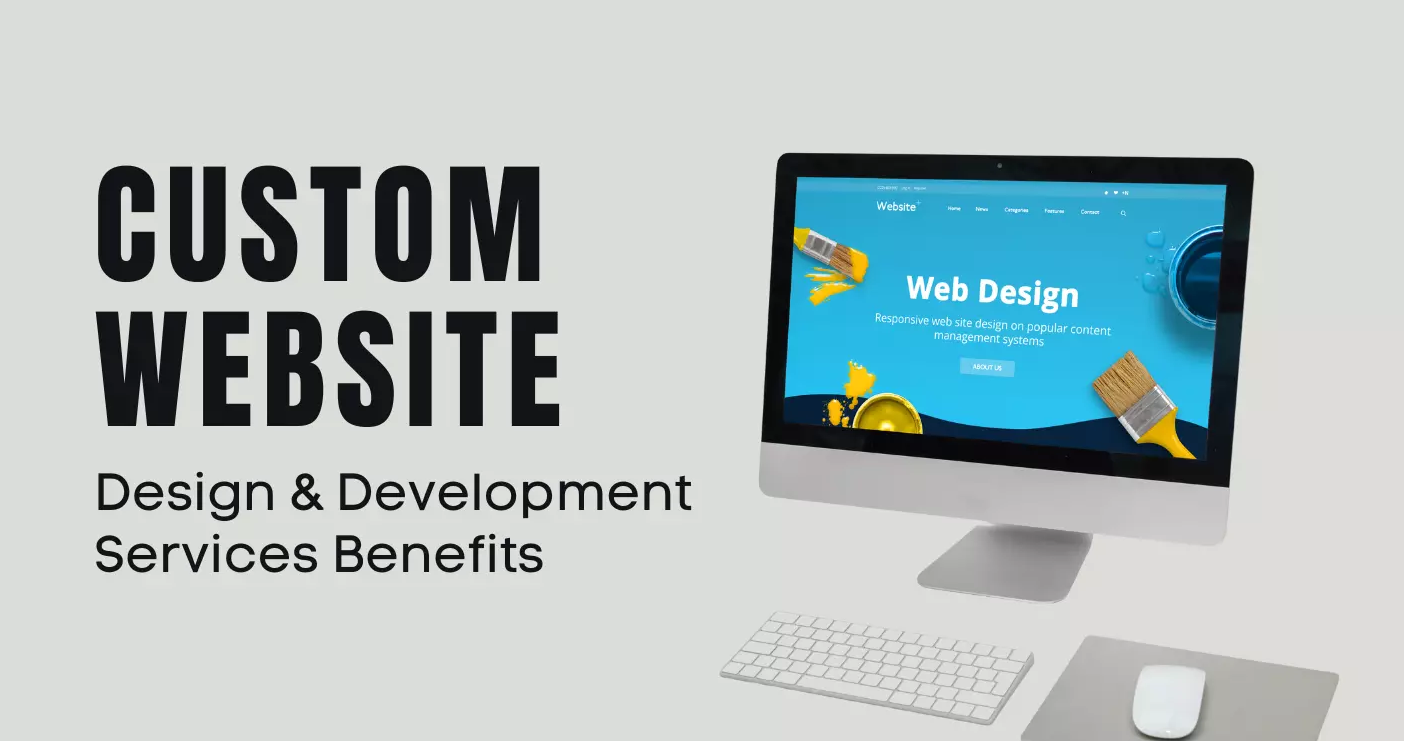 CUSTOM
WEBSITE
Design & Development
Services Benefits
Website+
Home News Categories Features Contact
Web Design
Responsive web site design on popular content
management systems
ABOUT US